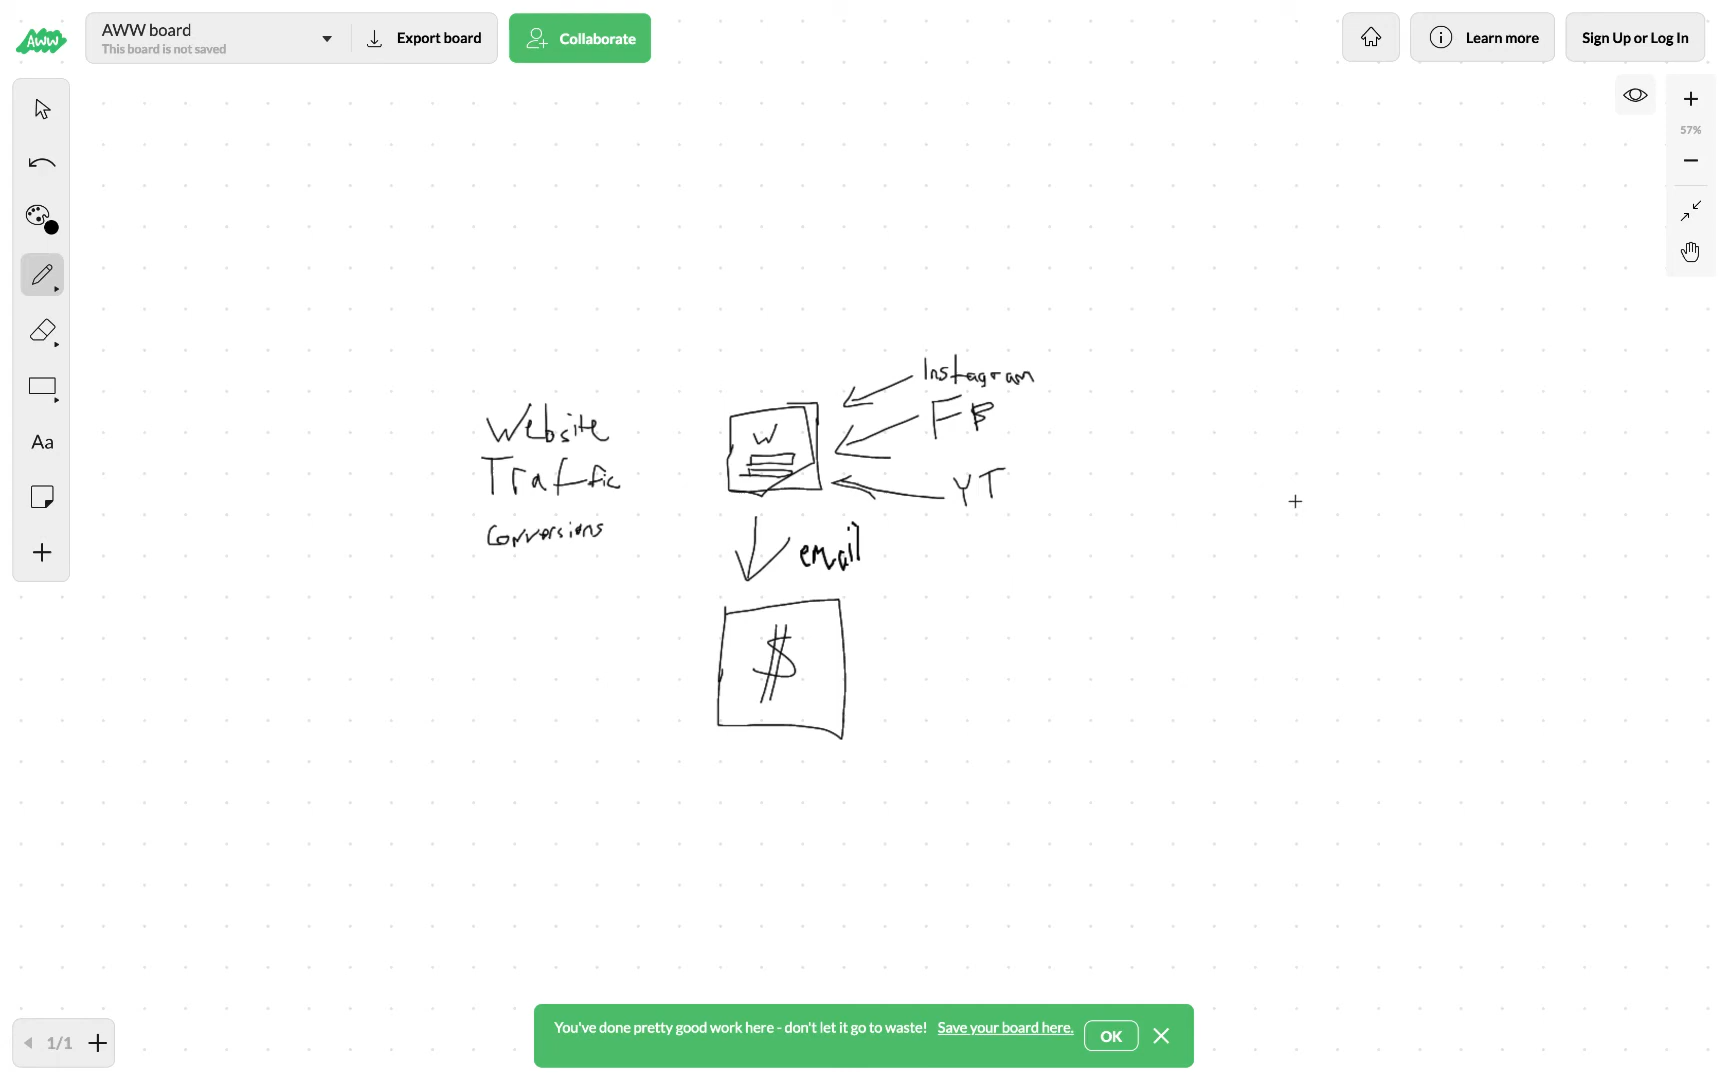 AWW
AWW board
This board is not saved
Export board
Collaborate
Learn more
Sign Up or Log In
57%
Aa
Website
Traffic
Conversions
W
Instagram
FB
YT
email
$
1/1
You've done pretty good work here - don't let it go to waste! Save your board here.
OK